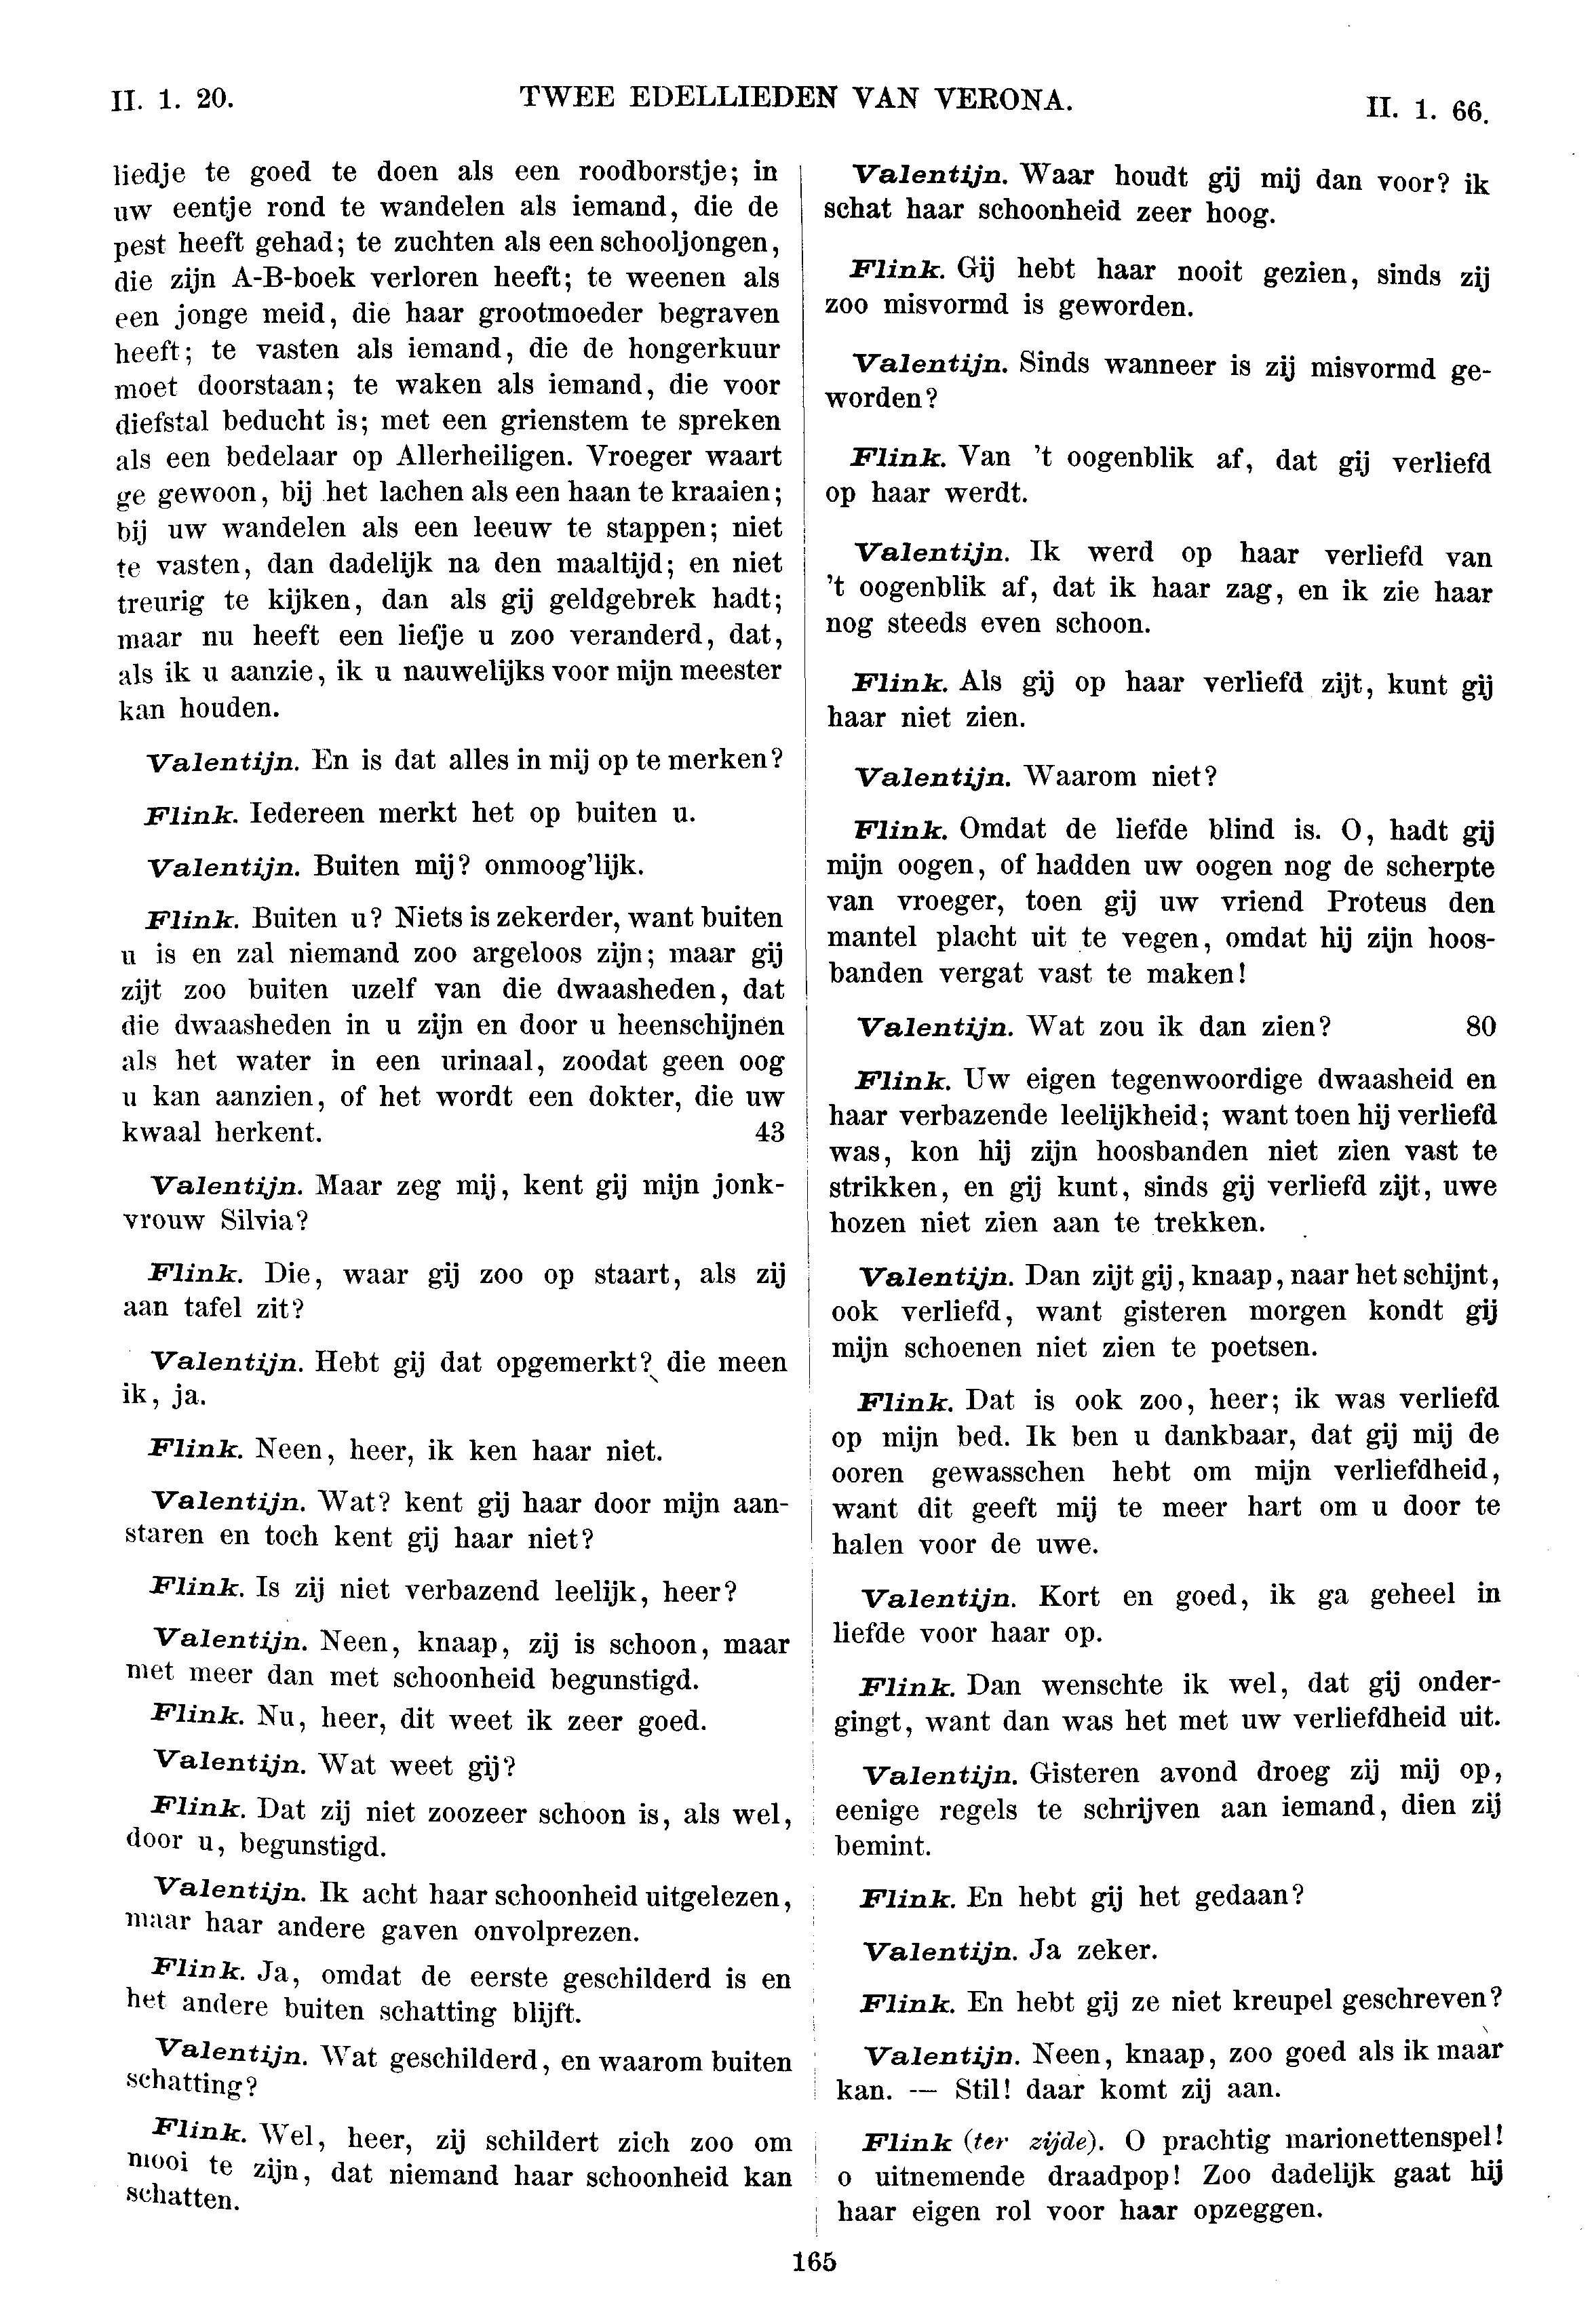 II. 1. 20.
TWEE EDELLIEDEN VAN VERONA.
II. 1. 66.
liedje te goed te doen als een roodborstje; in
uw eentje rond te wandelen als iemand, die de
pest heeft gehad; te zuchten als een schooljongen,
die zijn A-B-boek verloren heeft; te weenen als
een jonge meid, die haar grootmoeder begraven
heeft; te vasten als iemand, die de hongerkuur
moet doorstaan; te waken als iemand, die voor
diefstal beducht is; met een grienstem te spreken
als een bedelaar op Allerheiligen. Vroeger waart
ge gewoon, bij het lachen als een haan te kraaien;
bij uw wandelen als een leeuw te stappen; niet
te vasten, dan dadelijk na den maaltijd; en niet
treurig te kijken, dan als gij geldgebrek hadt;
maar nu heeft een liefje u zoo veranderd, dat,
als ik u aanzie, ik u nauwelijks voor mijn meester
kan houden.
Valentijn. En is dat alles in mij op te merken?
Flink. Iedereen merkt het op buiten u.
Valentijn. Buiten mij? onmoog'lijk.
Flink. Buiten u? Niets is zekerder, want buiten
u is en zal niemand zoo argeloos zijn; maar gij
zijt zoo buiten uzelf van die dwaasheden, dat
die dwaasheden in u zijn en door u heenschijnen
als het water in een urinaal, zoodat geen oog
u kan aanzien, of het wordt een dokter, die uw
kwaal herkent. 43
Valentijn. Maar zeg mij, kent gij mijn jonk-
vrouw Silvia?
Flink. Die, waar gij zoo op staart, als zij
aan tafel zit?
Valentijn. Hebt gij dat opgemerkt? die meen
ik, ja.
Flink. Neen, heer, ik ken haar niet.
Valentijn. Wat? kent gij haar door mijn aan-
staren en toch kent gij haar niet?
Flink. Is zij niet verbazend leelijk, heer?
Valentijn. Neen, knaap, zij is schoon, maar
met meer dan met schoonheid begunstigd.
Flink. Nu, heer, dit weet ik zeer goed.
Valentijn. Wat weet gij?
Flink. Dat zij niet zoozeer schoon is, als wel,
door u, begunstigd.
Valentijn. Ik acht haar schoonheid uitgelezen,
maar haar andere gaven onvolprezen.
Flink. Ja, omdat de eerste geschilderd is en
het andere buiten schatting blijft.
Valentijn. Wat geschilderd, en waarom buiten
schatting?
Flink. Wel, heer, zij schildert zich zoo om
mooi te zijn, dat niemand haar schoonheid kan
schatten.
Valentijn. Waar houdt gij mij dan voor? ik
schat haar schoonheid zeer hoog.
Flink. Gij hebt haar nooit gezien, sinds zij
zoo misvormd is geworden.
Valentijn. Sinds wanneer is zij misvormd ge-
worden?
Flink. Van 't oogenblik af, dat gij verliefd
op haar werdt.
Valentijn. Ik werd op haar verliefd van
't oogenblik af, dat ik haar zag, en ik zie haar
nog steeds even schoon.
Flink. Als gij op haar verliefd zijt, kunt gij
haar niet zien.
Valentijn. Waarom niet?
Flink. Omdat de liefde blind is. O, hadt gij
mijn oogen, of hadden uw oogen nog de scherpte
van vroeger, toen gij uw vriend Proteus den
mantel placht uit te vegen, omdat hij zijn hoos-
banden vergat vast te maken!
Valentijn. Wat zou ik dan zien? 80
Flink. Uw eigen tegenwoordige dwaasheid en
haar verbazende leelijkheid; want toen hij verliefd
was, kon hij zijn hoosbanden niet zien vast te
strikken, en gij kunt, sinds gij verliefd zijt, uwe
hozen niet zien aan te trekken.
Valentijn. Dan zijt gij, knaap, naar het schijnt,
ook verliefd, want gisteren morgen kondt gij
mijn schoenen niet zien te poetsen.
Flink. Dat is ook zoo, heer; ik was verliefd
op mijn bed. Ik ben u dankbaar, dat gij mij de
ooren gewasschen hebt om mijn verliefdheid,
want dit geeft mij te meer hart om u door te
halen voor de uwe.
Valentijn. Kort en goed, ik ga geheel in
liefde voor haar op.
Flink. Dan wenschte ik wel, dat gij onder-
gingt, want dan was het met uw verliefdheid uit.
Valentijn. Gisteren avond droeg zij mij op,
eenige regels te schrijven aan iemand, dien zij
bemint.
Flink. En hebt gij het gedaan?
Valentijn. Ja zeker.
Flink. En hebt gij ze niet kreupel geschreven?
Valentijn. Neen, knaap, zoo goed als ik maar
kan. — Stil! daar komt zij aan.
Flink (ter zijde). O prachtig marionettenspel!
o uitnemende draadpop! Zoo dadelijk gaat hij
haar eigen rol voor haar opzeggen.
165